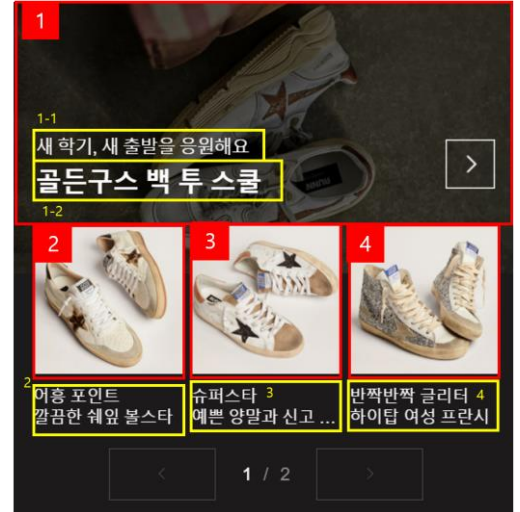 1
1-1
새 학기, 새 출발을 응원해요
골든구스 백 투 스쿨
1-2
>
2
3
4
2
어흥 포인트
깔끔한 쉐잎 볼스타
슈퍼스타 3
예쁜 양말과 신고 ...
반짝반짝 글리터 4
하이탑 여성 프란시
< 1 / 2 >